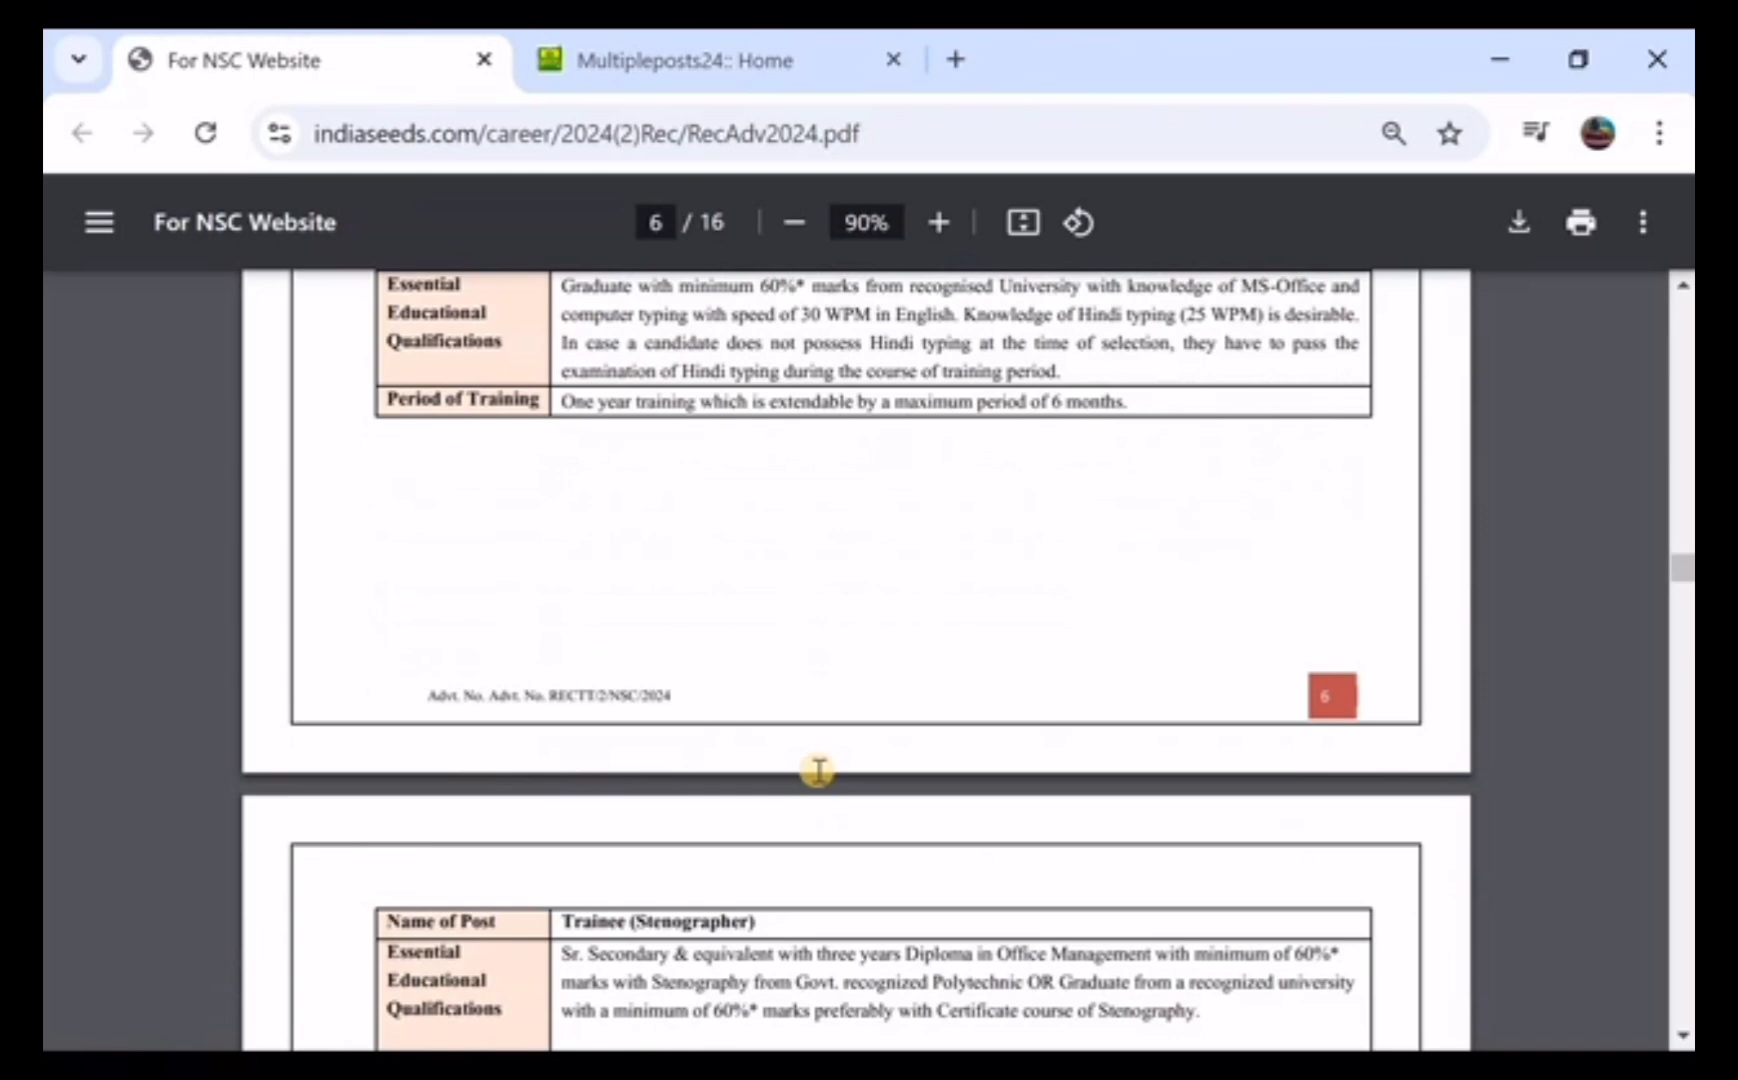 For NSC Website
Multipleposts24:: Home
indiaseeds.com/career/2024(2)Rec/RecAdv2024.pdf
For NSC Website
6 / 16
90%
Essential Educational Qualifications
Graduate with minimum 60%* marks from recognised University with knowledge of MS-Office and
computer typing with speed of 30 WPM in English. Knowledge of Hindi typing (25 WPM) is desirable.
In case a candidate does not possess Hindi typing at the time of selection, they have to pass the
examination of Hindi typing during the course of training period.
Period of Training
One year training which is extendable by a maximum period of 6 months.
Advt. No. Advt. No. RECTT/2/NSC/2024
6
Name of Post
Trainee (Stenographer)
Essential Educational Qualifications
Sr. Secondary & equivalent with three years Diploma in Office Management with minimum of 60%*
marks with Stenography from Govt. recognized Polytechnic OR Graduate from a recognized university
with a minimum of 60%* marks preferably with Certificate course of Stenography.